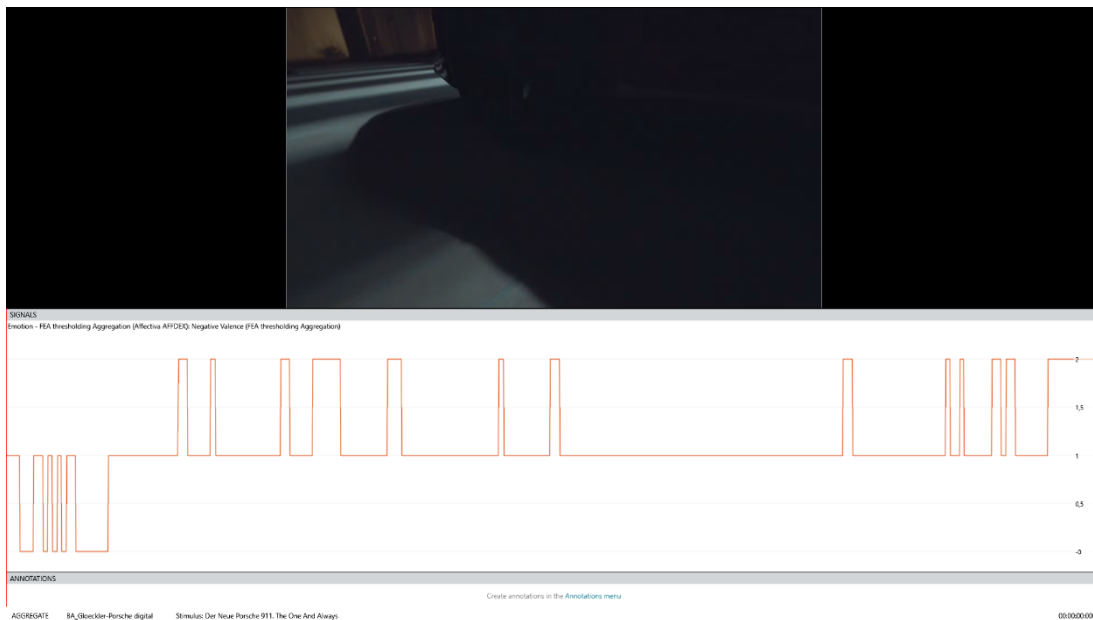 SIGNALS
Emotion - FEA thresholding Aggregation (Affectiva AFFDEX): Negative Valence (FEA thresholding Aggregation)
2
1,5
1
0,5
-0
ANNOTATIONS
Create annotations in the Annotations menu
AGGREGATE BA_Gloeckler-Porsche digital Stimulus: Der Neue Porsche 911. The One And Always 00:00:00:000